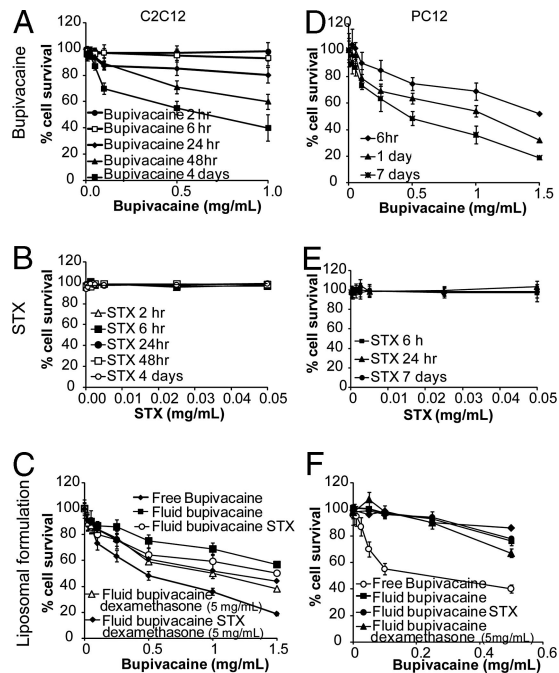 C2C12
PC12
A
Bupivacaine
% cell survival
120
100
80
60
40
20
0
Bupivacaine 2 hr
Bupivacaine 6 hr
Bupivacaine 24 hr
Bupivacaine 48hr
Bupivacaine 4 days
0.0
0.5
1.0
Bupivacaine (mg/mL)
D
% cell survival
120
100
80
60
40
20
0
6hr
1 day
7 days
0
0.5
1
1.5
Bupivacaine (mg/mL)
B
STX
% cell survival
120
100
80
60
40
20
0
STX 2 hr
STX 6 hr
STX 24hr
STX 48hr
STX 4 days
0.00
0.01
0.02
0.03
0.04
0.05
STX (mg/mL)
E
% cell survival
120
100
80
60
40
20
0
STX 6 h
STX 24 hr
STX 7 days
0.00
0.01
0.02
0.03
0.04
0.05
STX (mg/mL)
C
Liposomal formulation
% cell survival
120
100
80
60
40
20
0
Free Bupivacaine
Fluid bupivacaine
Fluid bupivacaine STX
Fluid bupivacaine
dexamethasone (5 mg/mL)
Fluid bupivacaine STX
dexamethasone (5 mg/mL)
0
0.5
1
1.5
Bupivacaine (mg/mL)
F
% cell survival
120
100
80
60
40
20
0
Free Bupivacaine
Fluid bupivacaine
Fluid bupivacaine STX
Fluid bupivacaine
dexamethasone (5mg/mL)
0
0.2
0.4
0.6
Bupivacaine (mg/mL)